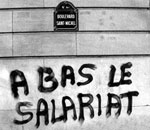 BOULEVARD
SAINT-MICHEL
A BAS LE
SALARIAT